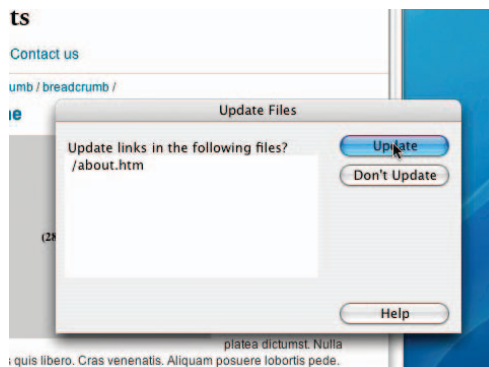 ts
Contact us
umb / breadcrumb /
e
Update Files
Update links in the following files?
/about.htm
Update
Don't Update
(28
Help
platea dictumst. Nulla
quis libero. Cras venenatis. Aliquam posuere lobortis pede.